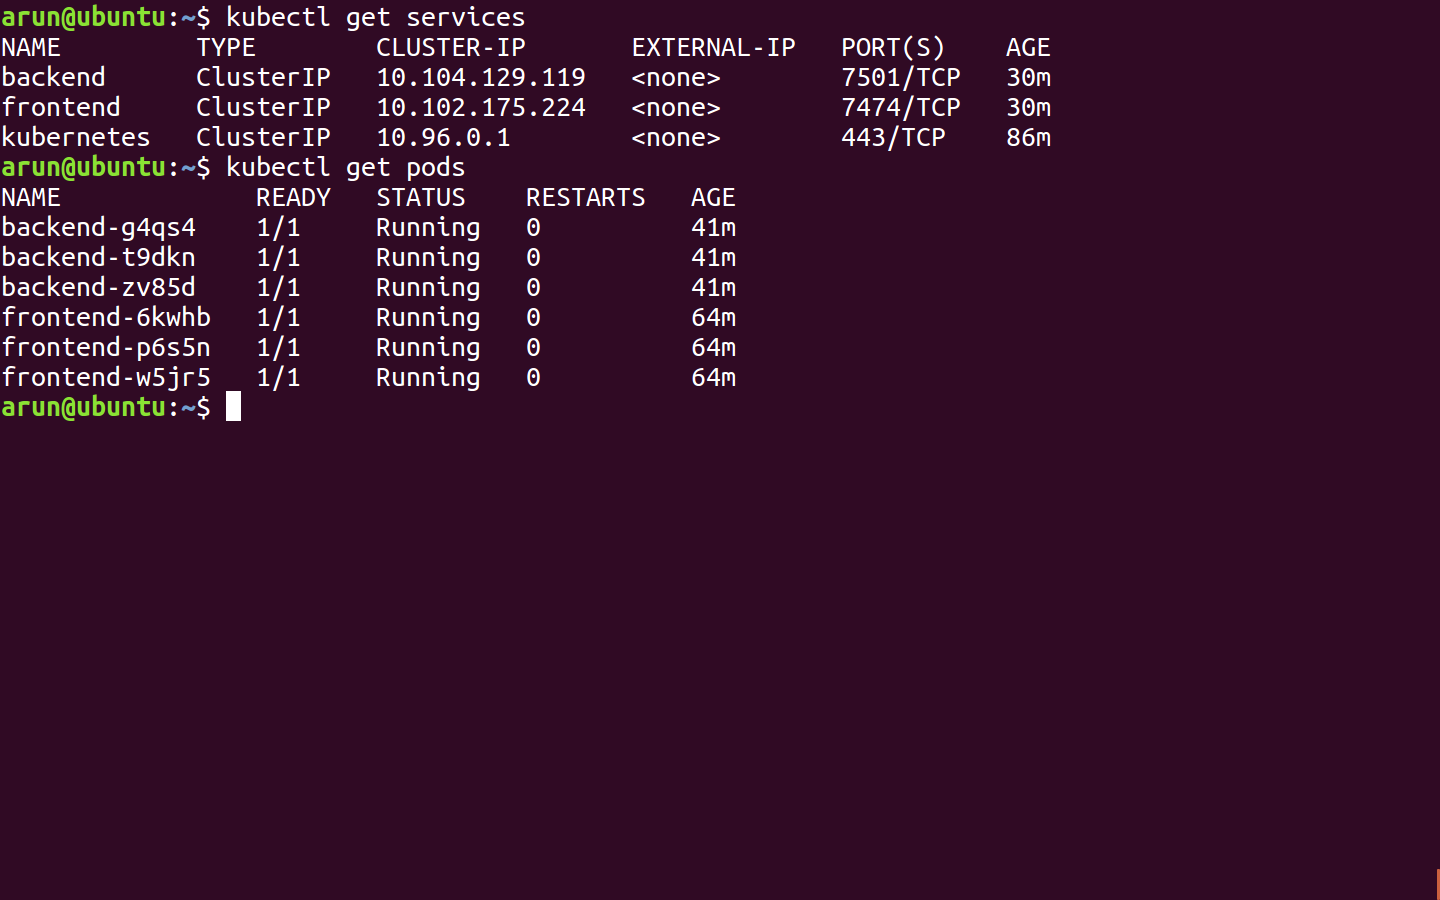 arun@ubuntu:~$ kubectl get services
NAME         TYPE        CLUSTER-IP       EXTERNAL-IP   PORT(S)    AGE
backend      ClusterIP   10.104.129.119   <none>        7501/TCP   30m
frontend     ClusterIP   10.102.175.224   <none>        7474/TCP   30m
kubernetes   ClusterIP   10.96.0.1        <none>        443/TCP    86m
arun@ubuntu:~$ kubectl get pods
NAME             READY   STATUS    RESTARTS   AGE
backend-g4qs4    1/1     Running   0          41m
backend-t9dkn    1/1     Running   0          41m
backend-zv85d    1/1     Running   0          41m
frontend-6kwhb   1/1     Running   0          64m
frontend-p6s5n   1/1     Running   0          64m
frontend-w5jr5   1/1     Running   0          64m
arun@ubuntu:~$